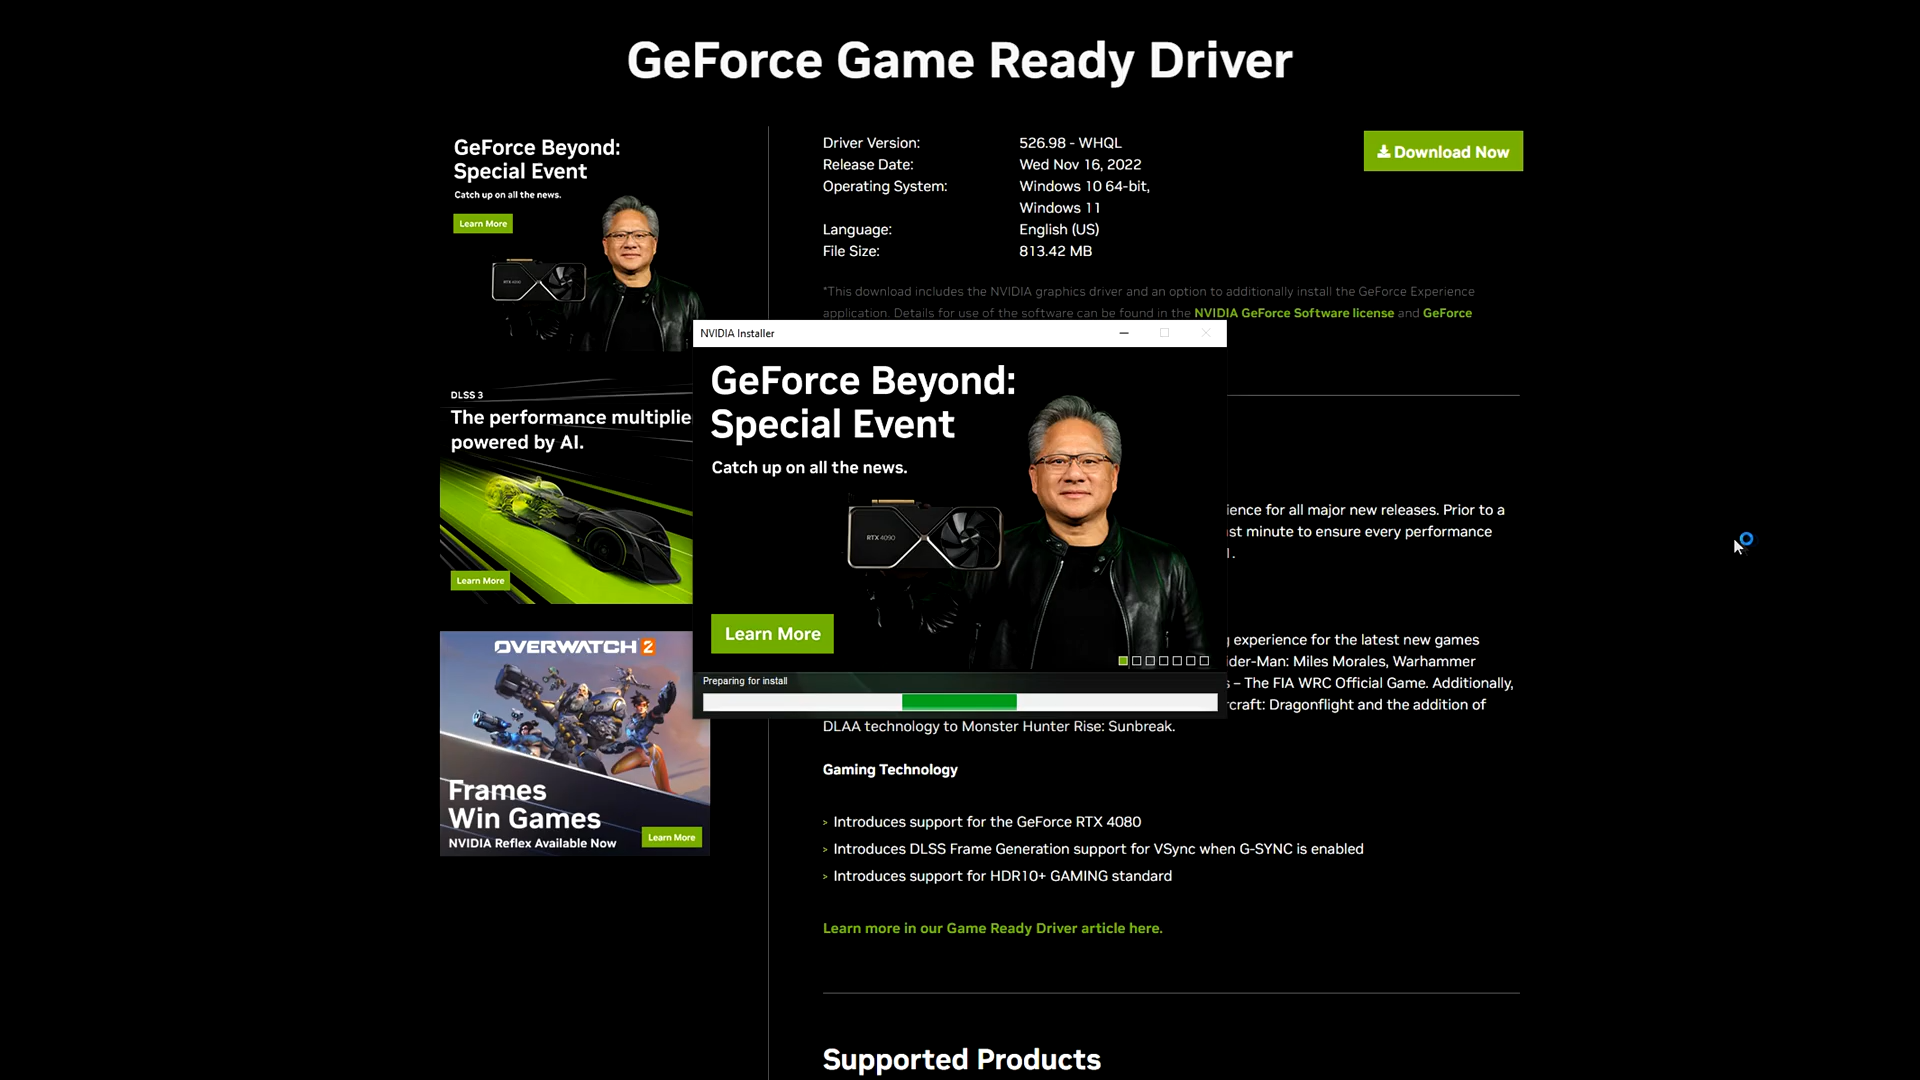 GeForce Game Ready Driver
GeForce Beyond:
Special Event
Catch up on all the news.
Learn More
RTX 4090
DLSS 3
The performance multiplie
powered by AI.
Learn More
OVERWATCH 2
Frames
Win Games
NVIDIA Reflex Available Now
Learn More
Driver Version: 526.98 - WHQL
Release Date: Wed Nov 16, 2022
Operating System: Windows 10 64-bit,
Windows 11
Language: English (US)
File Size: 813.42 MB
Download Now
*This download includes the NVIDIA graphics driver and an option to additionally install the GeForce Experience
application. Details for use of the software can be found in the NVIDIA GeForce Software license and GeForce
NVIDIA Installer
GeForce Beyond:
Special Event
Catch up on all the news.
RTX 4090
Learn More
Preparing for install
ience for all major new releases. Prior to a
st minute to ensure every performance
1.
g experience for the latest new games
ider-Man: Miles Morales, Warhammer
s – The FIA WRC Official Game. Additionally,
rcraft: Dragonflight and the addition of
DLAA technology to Monster Hunter Rise: Sunbreak.
Gaming Technology
> Introduces support for the GeForce RTX 4080
> Introduces DLSS Frame Generation support for VSync when G-SYNC is enabled
> Introduces support for HDR10+ GAMING standard
Learn more in our Game Ready Driver article here.
Supported Products